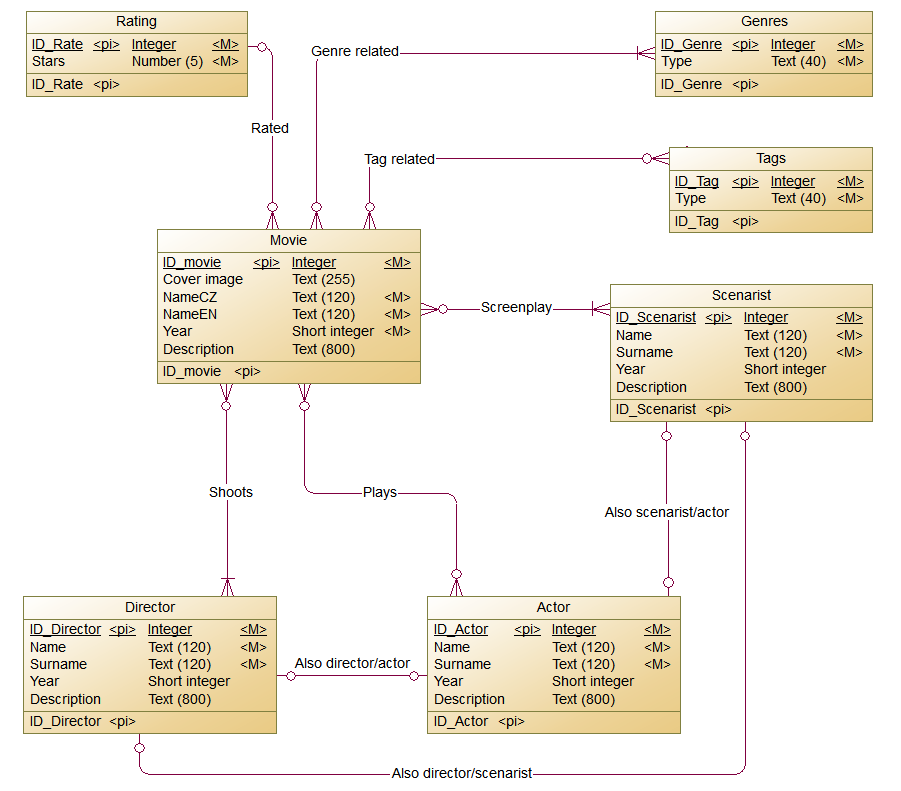 Rating
ID_Rate <pi> Integer <M>
Stars Number (5) <M>
ID_Rate <pi>
Genres
ID_Genre <pi> Integer <M>
Type Text (40) <M>
ID_Genre <pi>
Genre related
Rated
Tag related
Tags
ID_Tag <pi> Integer <M>
Type Text (40) <M>
ID_Tag <pi>
Movie
ID_movie <pi> Integer <M>
Cover image Text (255)
NameCZ Text (120) <M>
NameEN Text (120) <M>
Year Short integer <M>
Description Text (800)
ID_movie <pi>
Screenplay
Scenarist
ID_Scenarist <pi> Integer <M>
Name Text (120) <M>
Surname Text (120) <M>
Year Short integer
Description Text (800)
ID_Scenarist <pi>
Shoots
Plays
Also scenarist/actor
Director
ID_Director <pi> Integer <M>
Name Text (120) <M>
Surname Text (120) <M>
Year Short integer
Description Text (800)
ID_Director <pi>
Also director/actor
Actor
ID_Actor <pi> Integer <M>
Name Text (120) <M>
Surname Text (120) <M>
Year Short integer
Description Text (800)
ID_Actor <pi>
Also director/scenarist